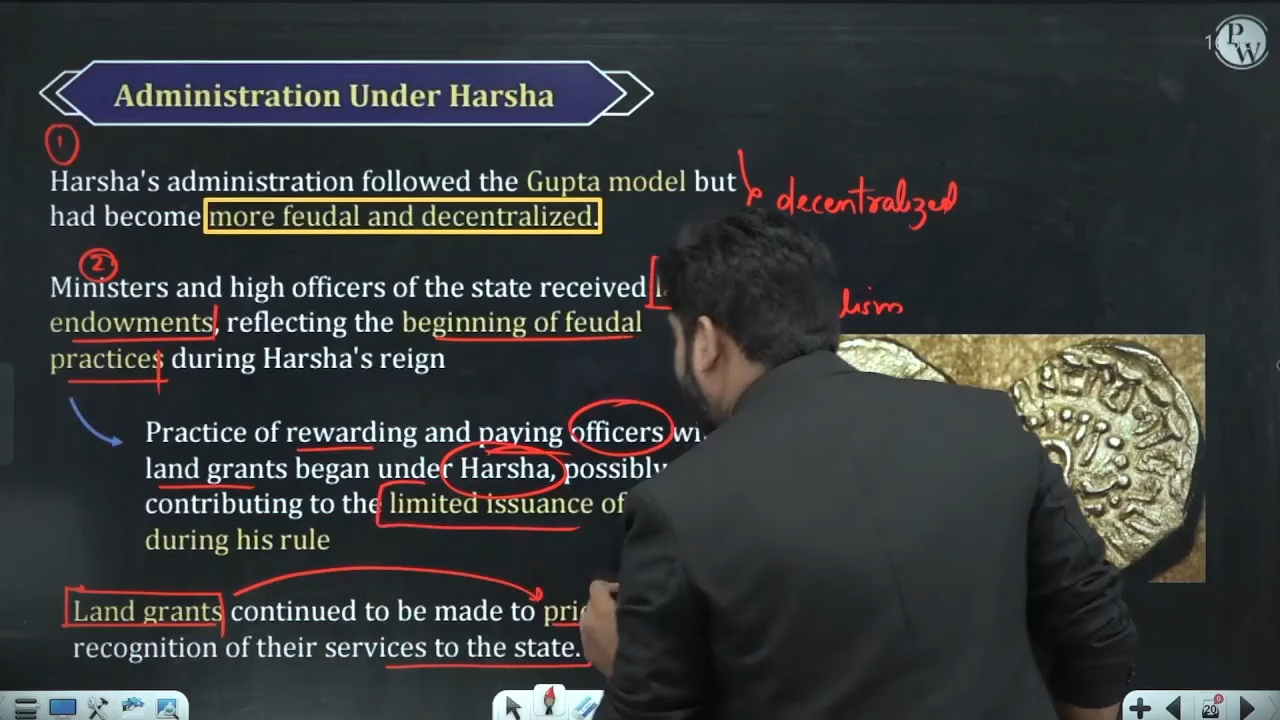 PW
Administration Under Harsha
1
Harsha's administration followed the Gupta model but
had become more feudal and decentralized.
decentralized
2
Ministers and high officers of the state received
endowments, reflecting the beginning of feudal
practices during Harsha's reign
Practice of rewarding and paying officers
land grants began under Harsha, possibly
contributing to the limited issuance of
during his rule
Land grants continued to be made to
recognition of their services to the state.
20